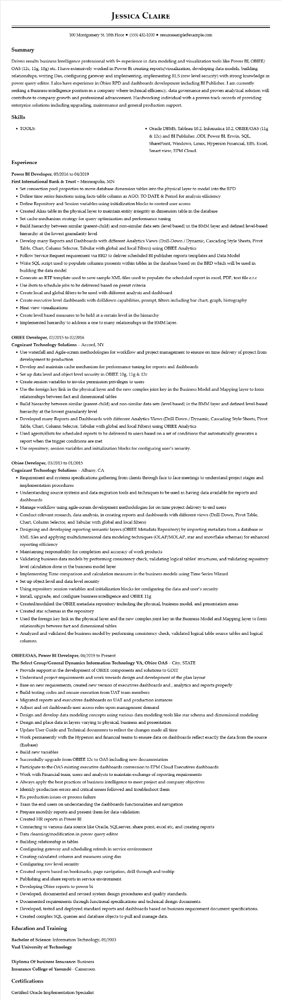 Jessica Claire
100 Montgomery St. 10th Floor ● (555) 432-1000 ● resumesample@example.com
Summary
Driven results business Intelligence professional with 9+ experience in data modeling and visualization tools like Power BI, OBIEE/
OAS (12c, 11g, 10g) etc. I have extensively worked in Power Bi creating reports/visualization, developing data models, building
relationships, writing Dax, configuring gateway and implementing, implementing RLS (row level security) with strong knowledge in
power query editor. I also have experience in Obiee RPD and dashboards development including BI Publisher. I am currently
seeking a Business intelligence position in a company where technical efficiency, data governance and proven analytical solution will
contribute to company growth and professional advancement. Hardworking individual with a proven track records of providing
enterprise solutions including upgrading, maintenance and general production support.
Skills
• TOOLS:
• Oracle DBMS, Tableau 10.2, Infomatica 10.2, OBIEE/OAS (11g
& 12c) and BI Publisher ,ODI, Power BI, Erwin, SQL,
SharePoint, Windows, Linux, Hyperion Financial, EBS, Excel,
Smart view, EPM Cloud.
Experience
Power BI Developer, 05/2016 to 04/2019
First International Bank & Trust – Minneapolis, MN
• Set connection pool properties to move database dimension tables into the physical layer to model into the RPD
• Define time series functions using facts table column as AGO, TO DATE & Period for analysis efficiency
• Define Repository and Session variables using initialization blocks to control user access
• Created Alias table in the physical layer to maintain entity integrity in dimension table in the database
• Set cache mechanism strategy for query optimization and performance tuning
• Build hierarchy between similar (parent-child) and non-similar data sets (level based) in the BMM layer and defined level-based
hierarchy at the lowest granularity level
• Develop many Reports and Dashboards with different Analytics Views (Drill-Down / Dynamic, Cascading Style Sheets, Pivot
Table, Chart, Column Selector, Tabular with global and local Filters) using OBIEE Analytics
• Follow Service Request requirement via BRD to deliver scheduled BI publisher reports templates and Data Model
• Write SQL script used to populate columns presents within tables in the database based on the BRD which will be used in
building the data model
• Generate an RTF template used to save sample XML files used to populate the scheduled report in excel, PDF, text file e.t.c
• Use ibots to schedule jobs to be delivered based on preset criteria
• Create local and global filters to be used with different analysis and dashboard
• Create executive level dashboards with drilldown capabilities, prompt, filters including bar chart, graph, histography
• Heat view visualizations
• Create level based measures to be held at a certain level in the hierarchy
• Implemented hierarchy to address a one to many relationships in the BMM layer.
OBIEE Developer, 02/2015 to 02/2016
Cognizant Technology Solutions – Accord, NY
• Use waterfall and Agile-scrum methodologies for workflow and project management to ensure on time delivery of project from
development to production
• Develop and maintain cache mechanism for performance tuning for reports and dashboards
• Set up data level and object level security in OBIEE 10g, 11g & 12c
• Create session variables to invoke permission privileges to users
• Use the foreign key link in the physical layer and the new complex joint key in the Business Model and Mapping layer to form
relationships between fact and dimensional tables
• Build hierarchy between similar (parent-child) and non-similar data sets (level based) in the BMM layer and defined level-based
hierarchy at the lowest granularity level
• Developed many Reports and Dashboards with different Analytics Views (Drill-Down / Dynamic, Cascading Style Sheets, Pivot
Table, Chart, Column Selector, Tabular with global and local Filters) using OBIEE Analytics
• Used agents/iBots for scheduled reports to be delivered to users based on a set of conditions that automatically generates a
report when the trigger conditions are met
• Use repository, session variables and initialization blocks for configuring user's security.
Obiee Developer, 03/2013 to 01/2015
Cognizant Technology Solutions – Albany, CA
• Requirement and systems specifications gathering from clients through face to face meetings to understand project stages and
implementation procedures
• Understanding source systems and data migration tools and techniques to be used in having data available for reports and
dashboards
• Manage workflow using agile-scrum development methodologies for on time project delivery to end users
• Conduct relevant research, data analysis, in creating reports and dashboards with different views (Drill-Down, Pivot Table,
Chart, Column Selector, and Tabular with global and local filters)
• Designing and developing reporting semantic layers (OBIEE Metadata Repository) by importing metadata from a database or
XML files and applying multidimensional data modeling techniques (OLAP/MOLAP, star and snowflake schemas) for enhanced
reporting efficiency
• Maintaining responsibility for completion and accuracy of work products
• Validating business data models by performing consistency check, validating logical tables' structures, and validating repository
level calculation done in the business model layer
• Implementing Time comparison and calculation measures in the business models using Time Series Wizard
• Set up object level and data level security
• Using repository session variables and initialization blocks for configuring the data and user's security
• Install, upgrade, and configure business intelligence and OBIEE 11g
• Created/modified the OBIEE metadata repository including the physical, business model, and presentation areas
• Created star schemas in the repository
• Used the foreign key link in the physical layer and the new complex joint key in the Business Model and Mapping layer to form
relationships between fact and dimensional tables
• Analyzed and validated the business model by performing consistency check, validated logical table source tables and logical
columns.
OBIEE/OAS, Power BI Developer, 04/2019 to Present
The Select Group/General Dynamics Information Technology VA, Obiee OAS – City, STATE
• Provide support in the development of OBIEE components and solutions to GDIT
• Understand project requirements and work towards design and development of the plan layout
• Base on new requirements, created new version of executives dashboards and , analytics and reports properly
• Build testing codes and ensure execution from UAT team members
• Migrated reports and executives dashboards on UAT and production instances
• Adjust and set dashboards user access roles upon management demand
• Design and develop data modeling concepts using various data modeling tools like star schema and dimensional modeling
• Design and place data in layers varying to physical, business and presentation
• Update User Guide and Technical documents to reflect the changes made all time
• Work permanently with the Hyperion and financial teams to ensure data on dashboards reflect exactly the data from the source
(Essbase)
• Build new variables
• Successfully upgrade from OBIEE 12c to OAS including new documentation
• Participate to the OAS existing executive dashboards conversion to EPM Cloud Executives dashboards
• Work with Financial team, users and analysts to maintain exchange of reporting requirements
• Always apply the best practices of business intelligence to meet project and company objectives
• Identify production errors and critical issues followed and troubleshoot them
• Fix production issues or process failure
• Train the end users on understanding the dashboards functionalities and navigation
• Prepare monthly reports and present them for data validation
• Created HR reports in Power BI
• Connecting to various data source like Oracle, SQLserver, share point, excel etc, and creating reports
• Data cleansing/modification in power query editor
• Building relationship in tables
• Configuring gateway and scheduling refresh in service environment
• Creating calculated column and measures using dax
• Configuring row level security
• Created reports based on bookmarks, page navigation, drill through and tooltip
• Publishing and share reports in service environment
• Developing Obiee reports to power bi
• Developed, documented and revised system design procedures and quality standards.
• Documented requirements through functional specifications and technical design documents.
• Developed, tested and deployed standard reports and dashboards based on business requirement document specifications.
• Created complex SQL queries and database objects to pull and manage data.
Education and Training
Bachelor of Science: Information Technology, 01/2003
Vaal University of Technology
Diploma Of business Insurance: Business
Insurance College of Yaoundé - Cameroon
Certifications
Certified Oracle Implementation Specialist